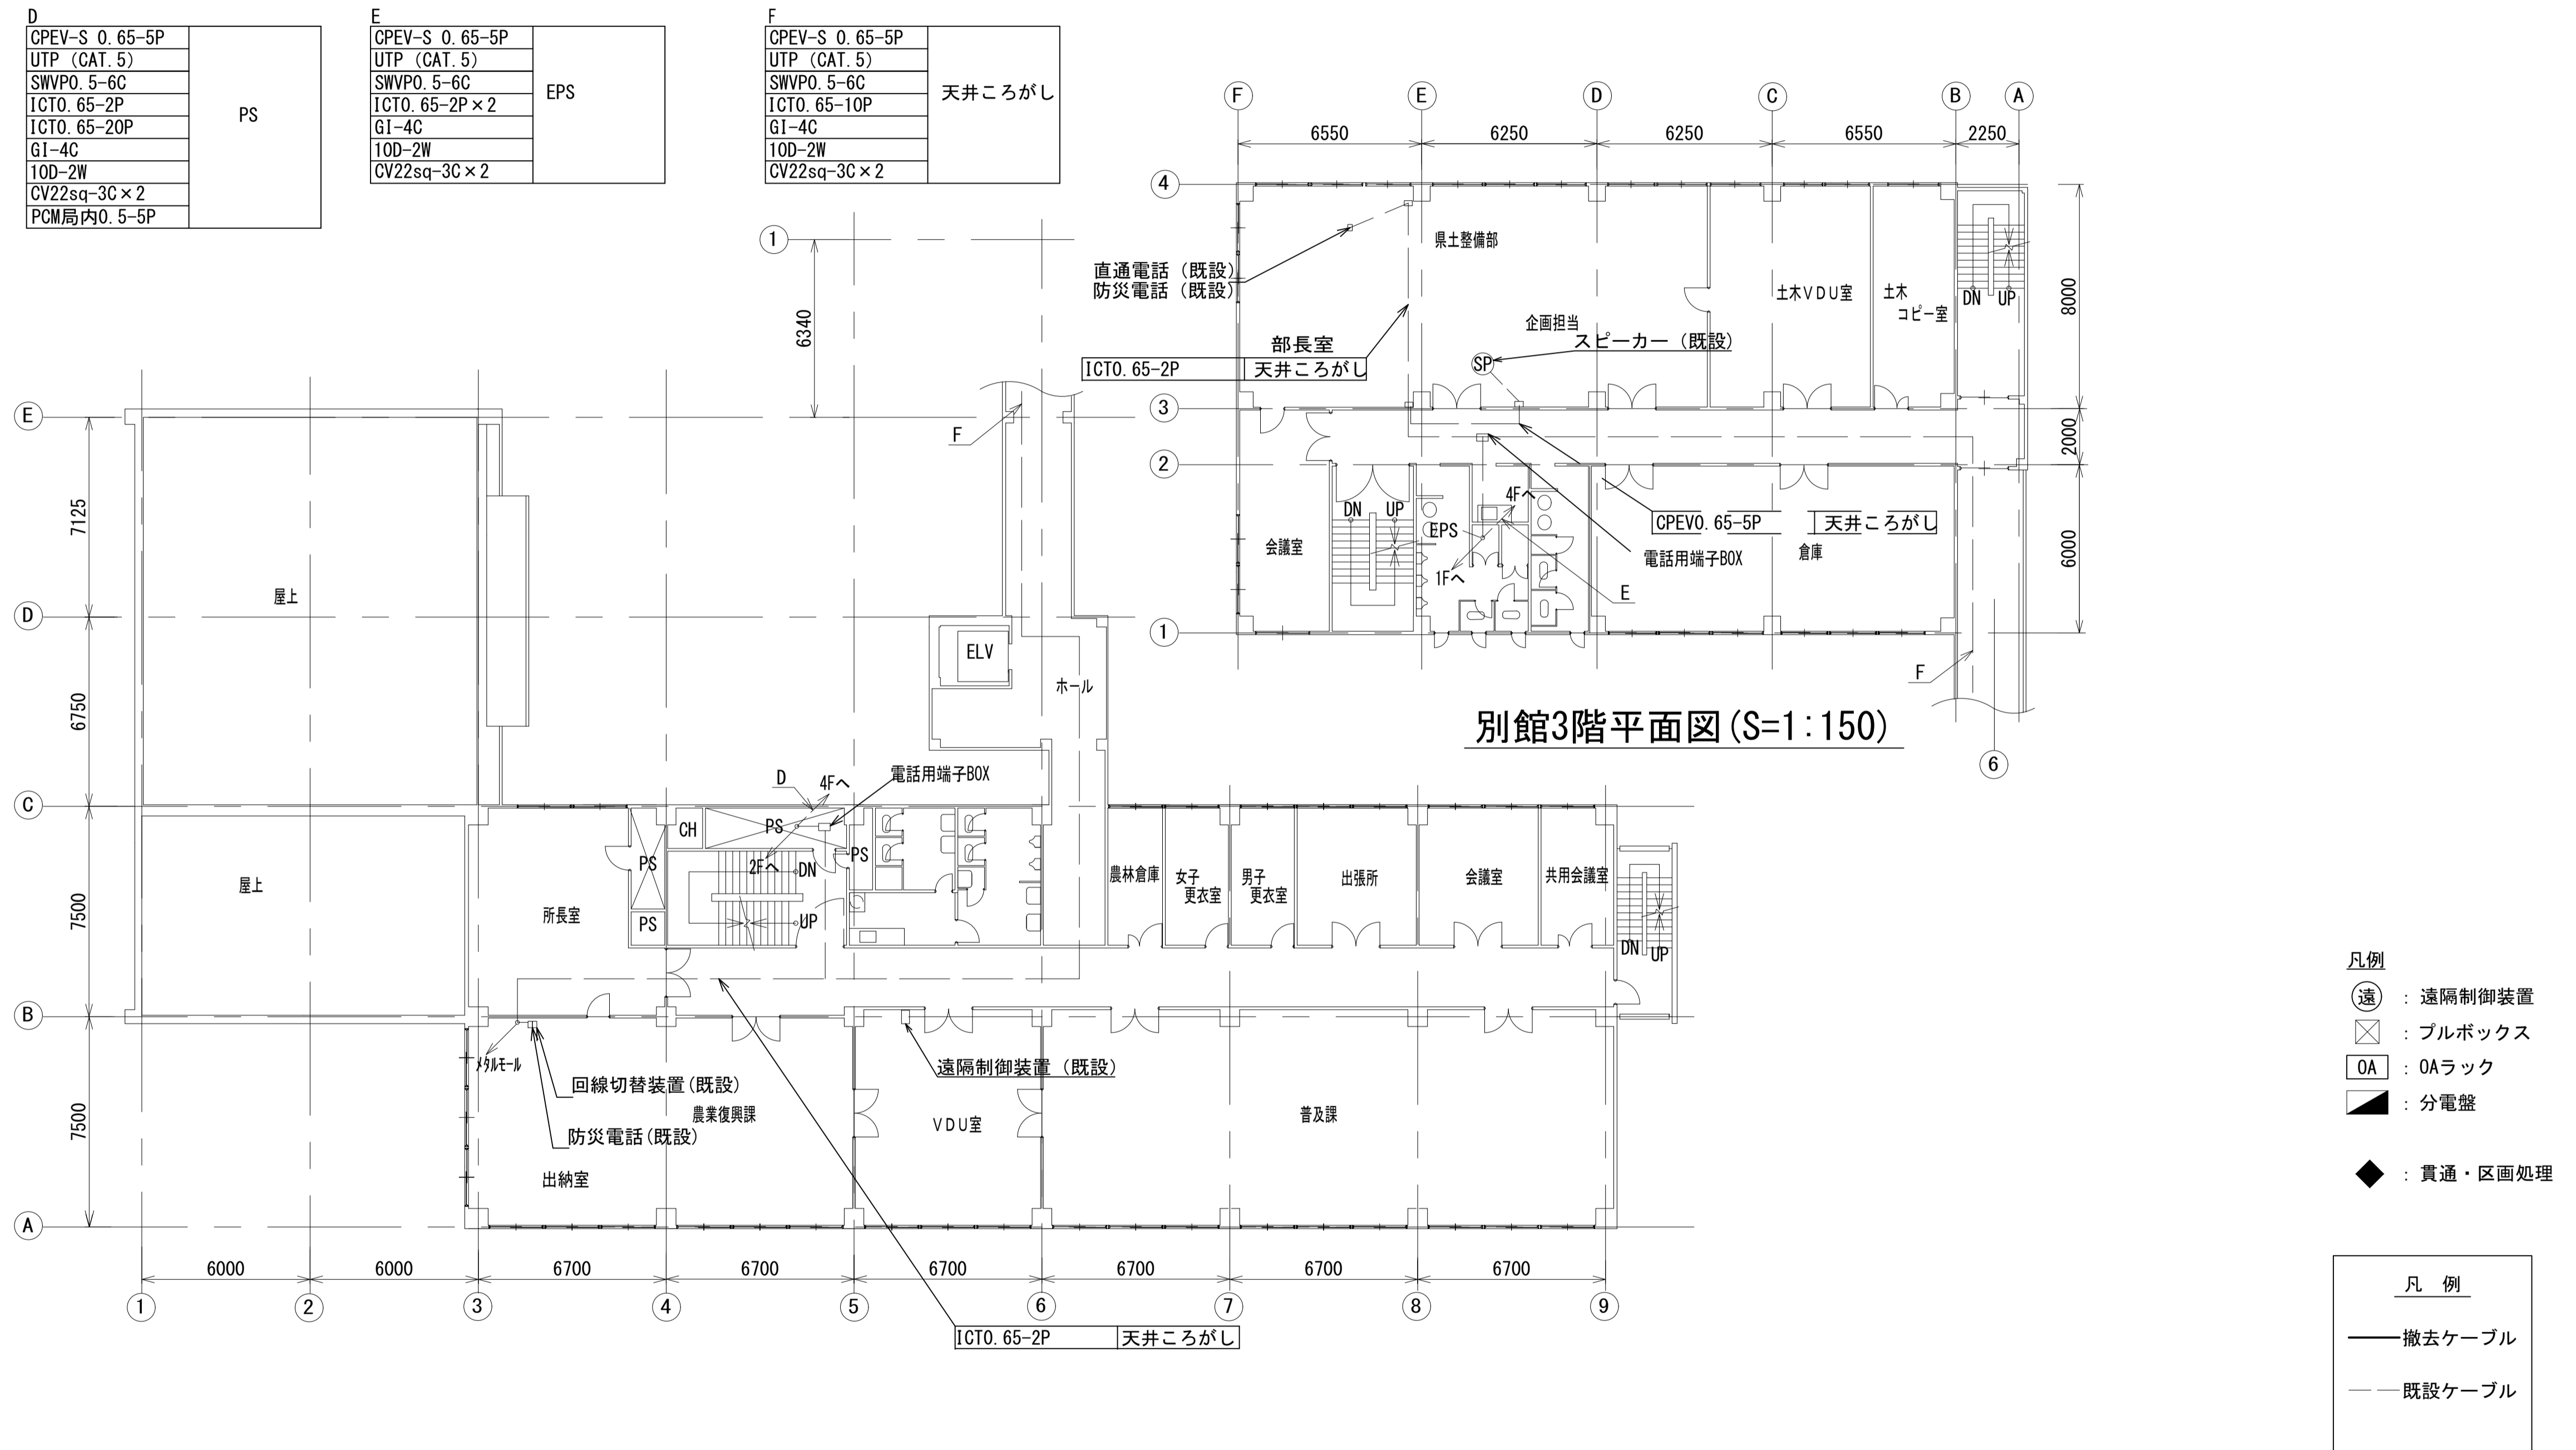 D
CPEV-S 0.65-5P
UTP (CAT.5)
SWVP0.5-6C
ICT0.65-2P
ICT0.65-20P
GI-4C
10D-2W
CV22sq-3C×2
PCM局内0.5-5P
PS
E
CPEV-S 0.65-5P
UTP (CAT.5)
SWVP0.5-6C
ICT0.65-2P×2
GI-4C
10D-2W
CV22sq-3C×2
EPS
F
CPEV-S 0.65-5P
UTP (CAT.5)
SWVP0.5-6C
ICT0.65-10P
GI-4C
10D-2W
CV22sq-3C×2
天井ころがし
F
E
D
C
B
A
6550
6250
6250
6550
2250
4
3
2
1
8000
2000
6000
県土整備部
直通電話（既設）
防災電話（既設）
企画担当
土木ＶＤＵ室
土木
コピー室
DN
UP
部長室
スピーカー（既設）
SP
ICT0.65-2P
天井ころがし
会議室
DN
UP
EPS
4Fへ
1Fへ
E
CPEV0.65-5P
天井ころがし
電話用端子BOX
倉庫
F
6
別館3階平面図(S=1:150)
1
6340
F
E
D
C
B
A
7125
6750
7500
7500
屋上
屋上
ELV
ホール
D
4Fへ
電話用端子BOX
CH
PS
PS
PS
PS
2Fへ
DN
UP
所長室
農林倉庫
女子
更衣室
男子
更衣室
出張所
会議室
共用会議室
DN
UP
ﾒﾀﾙﾓｰﾙ
回線切替装置(既設)
農業復興課
防災電話(既設)
出納室
遠隔制御装置（既設）
ＶＤＵ室
普及課
6000
6000
6700
6700
6700
6700
6700
6700
1
2
3
4
5
6
7
8
9
ICT0.65-2P
天井ころがし
凡例
遠 : 遠隔制御装置
: プルボックス
OA : OAラック
: 分電盤
: 貫通・区画処理
凡 例
撤去ケーブル
既設ケーブル